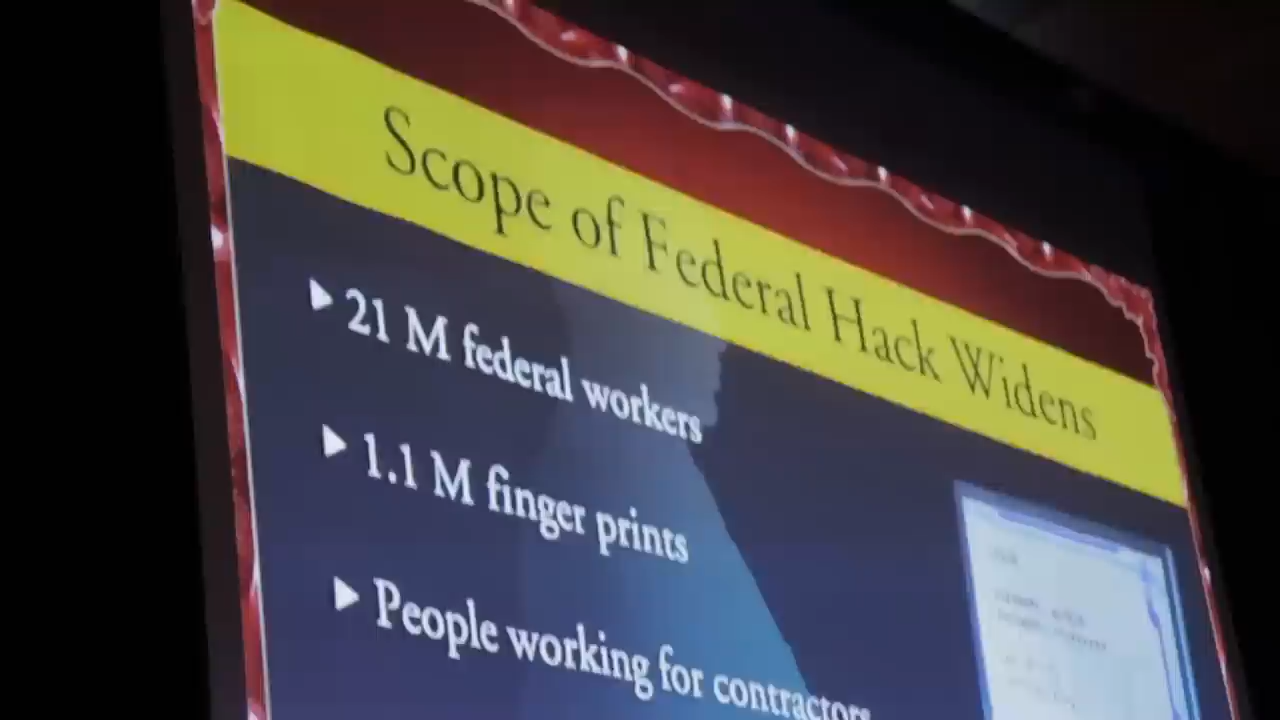 Scope of Federal Hack Widens
21 M federal workers
1.1 M finger prints
People working for contractors